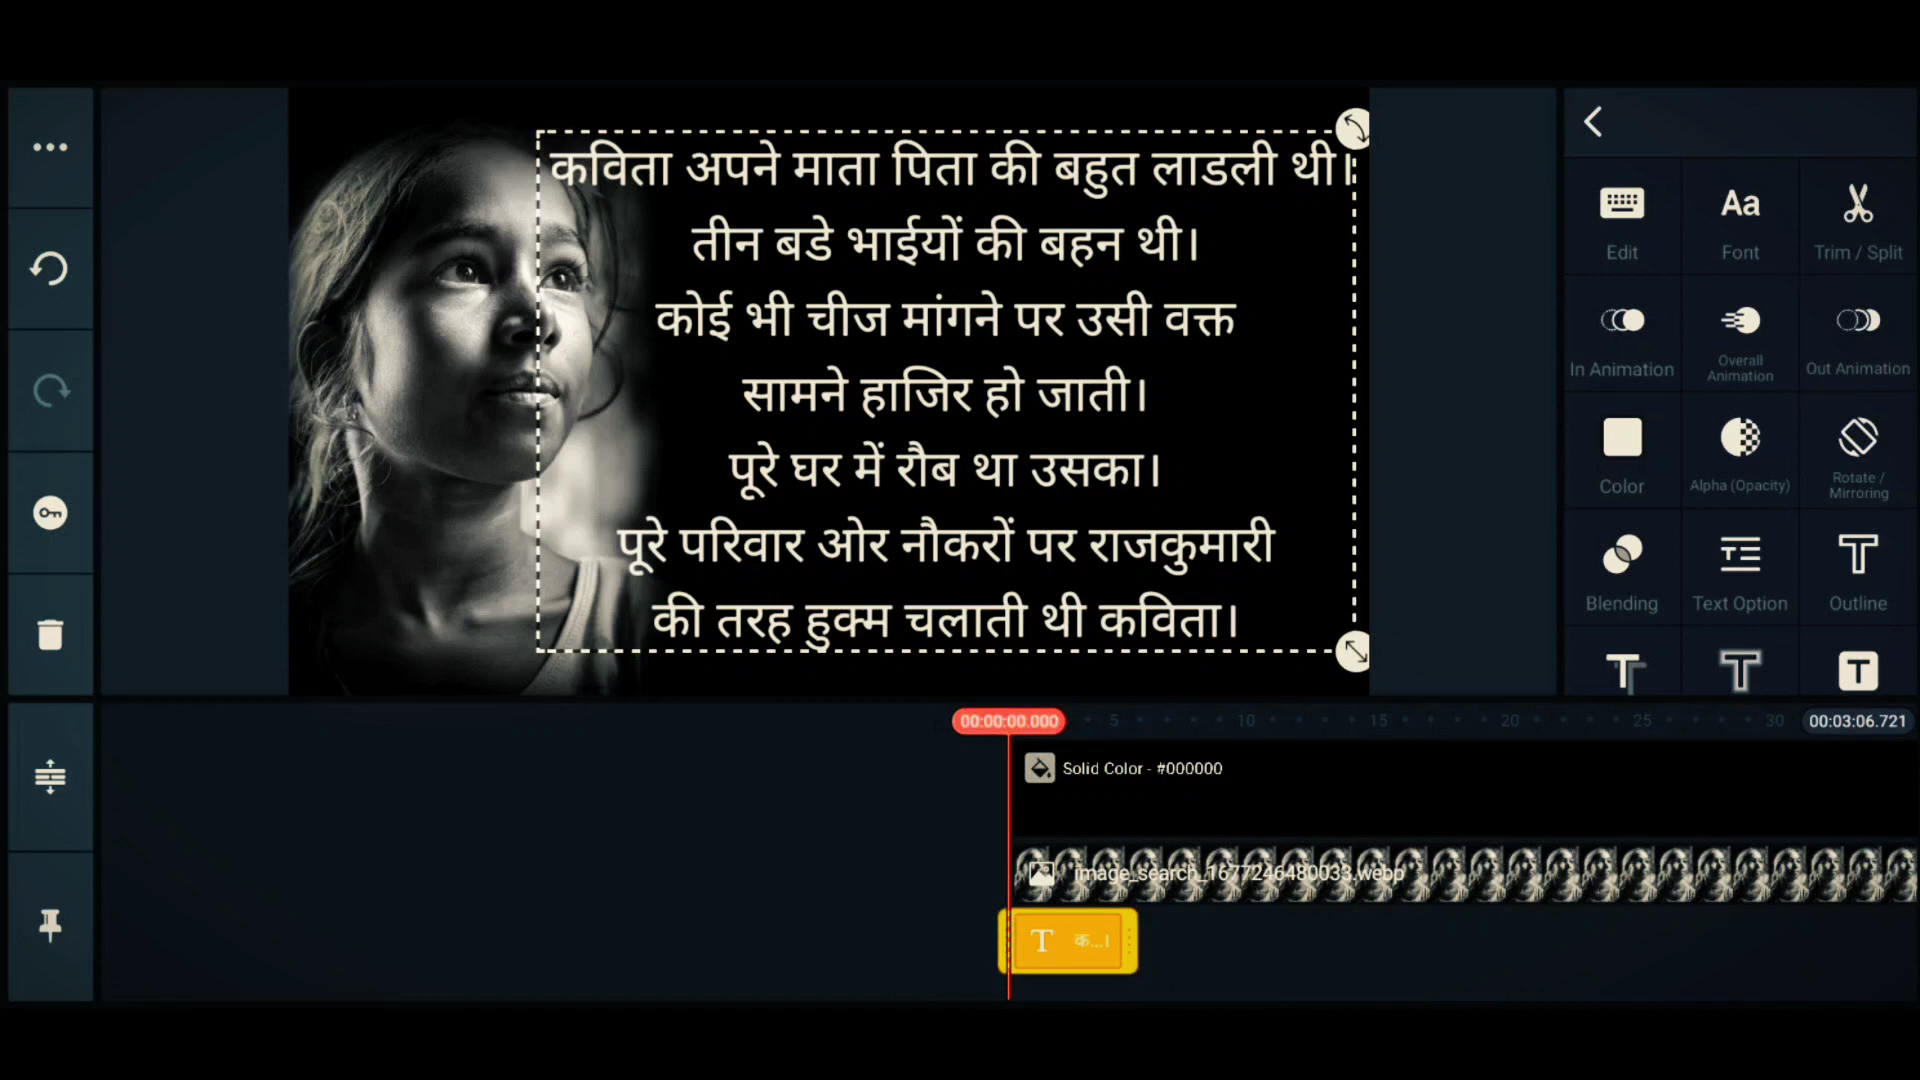 कविता अपने माता पिता की बहुत लाडली थी।
तीन बडे भाईयों की बहन थी।
कोई भी चीज मांगने पर उसी वक्त
सामने हाजिर हो जाती।
पूरे घर में रौब था उसका।
पूरे परिवार ओर नौकरों पर राजकुमारी
की तरह हुक्म चलाती थी कविता।
Edit
Aa
Font
Trim / Split
In Animation
Overall
Animation
Out Animation
Color
Alpha (Opacity)
Rotate /
Mirroring
Blending
Text Option
Outline
00:00:00.000
5
10
15
20
25
30
00:03:06.721
Solid Color - #000000
image_search_1677246480033.webp
T क...।